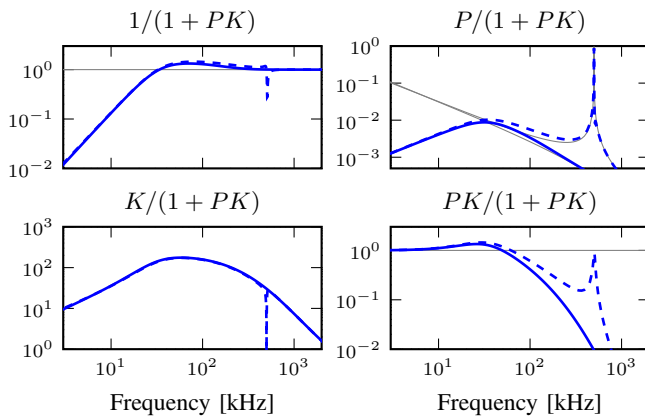 1/(1 + PK)
P/(1 + PK)
10^0
10^-1
10^-2
10^0
10^-1
10^-2
10^-3
K/(1 + PK)
PK/(1 + PK)
10^3
10^2
10^1
10^0
10^0
10^-1
10^-2
10^1 10^2 10^3
10^1 10^2 10^3
Frequency [kHz]
Frequency [kHz]